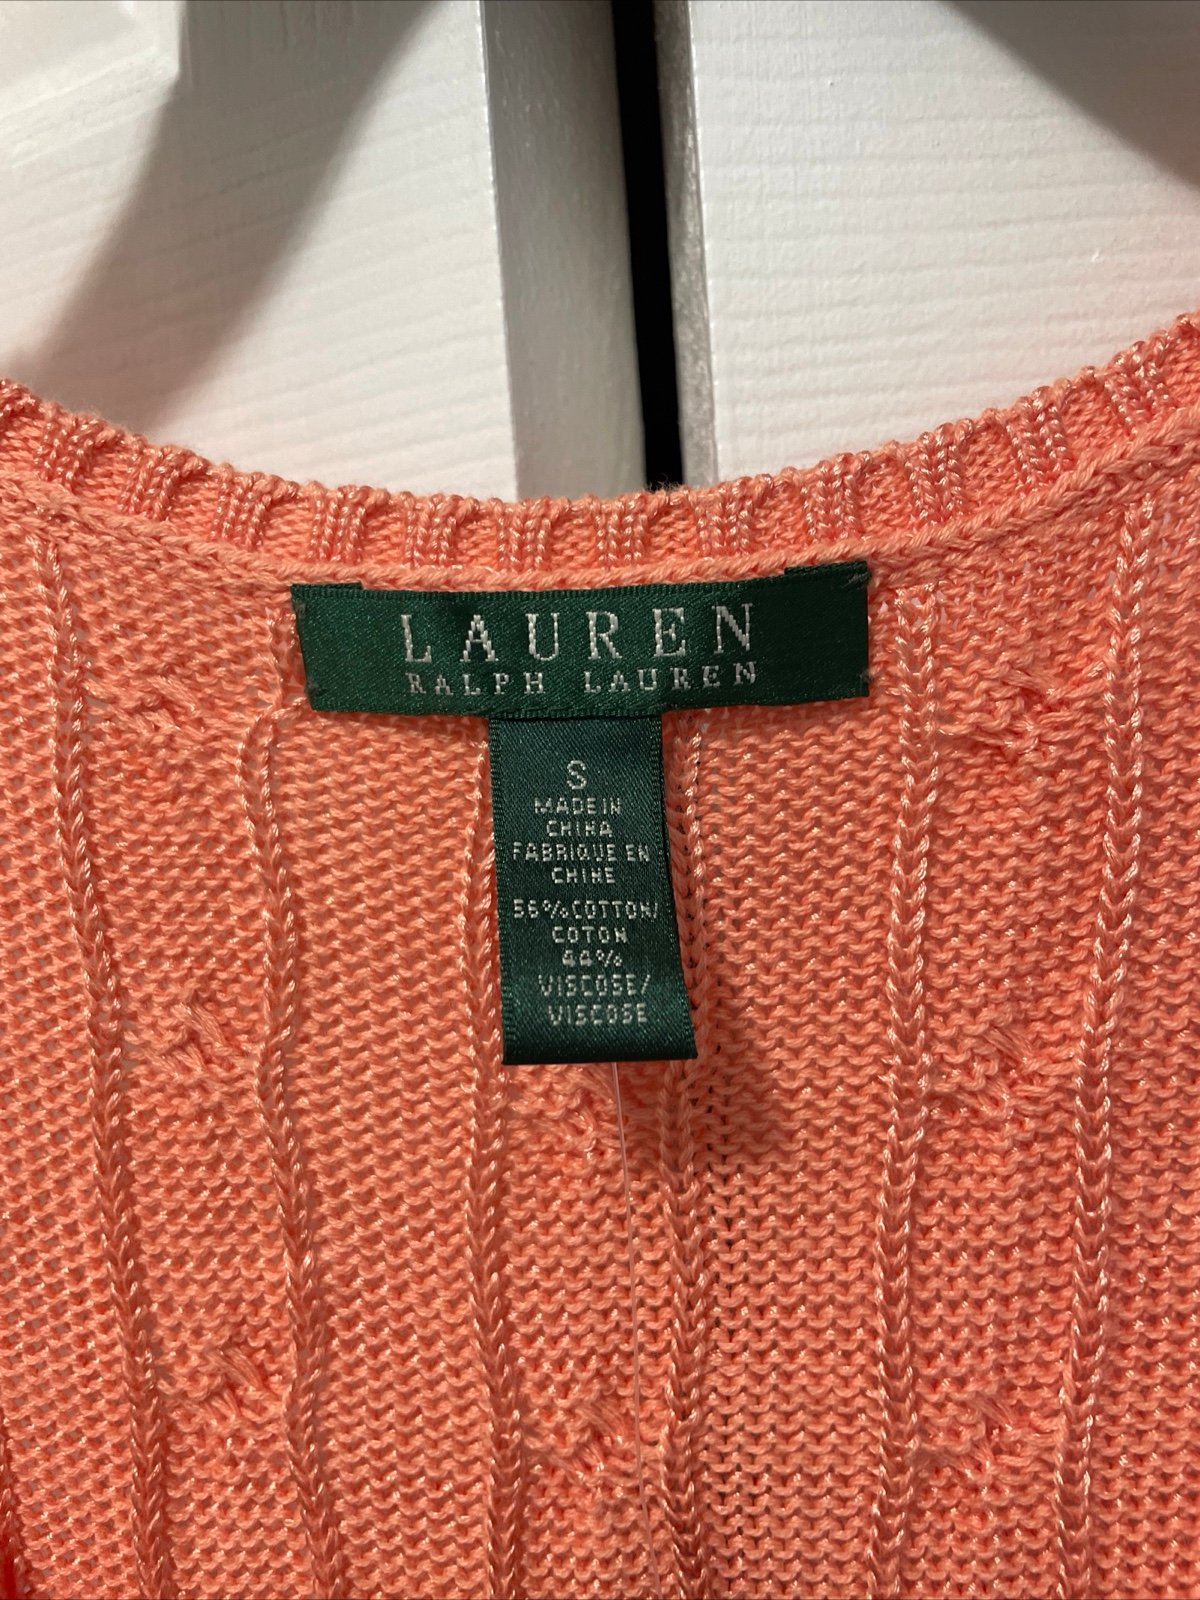 LAUREN
RALPH LAUREN
S
MADE IN
CHINA
FABRIQUE EN
CHINE
56%COTTON/
COTON
44%
VISCOSE/
VISCOSE